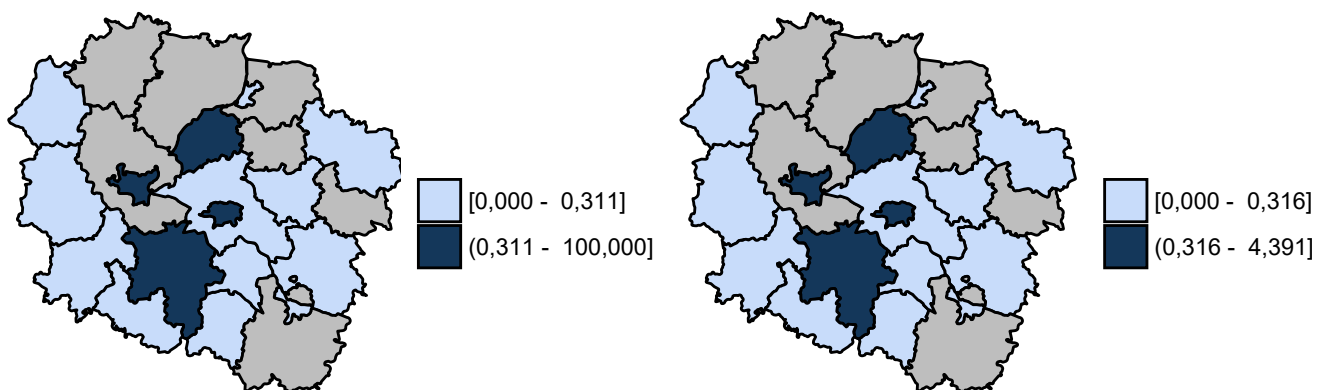 [0,000 - 0,311]
(0,311 - 100,000]
[0,000 - 0,316]
(0,316 - 4,391]